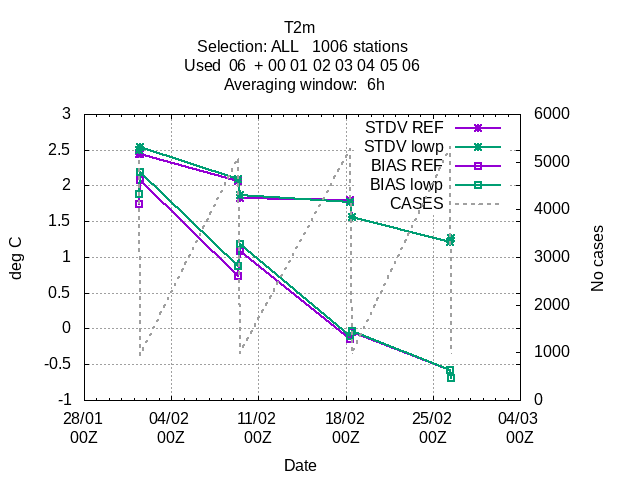 T2m
Selection: ALL 1006 stations
Used 06 + 00 01 02 03 04 05 06
Averaging window: 6h
3
2.5
2
1.5
1
0.5
0
-0.5
-1
deg C
6000
5000
4000
3000
2000
1000
0
No cases
STDV REF
STDV lowp
BIAS REF
BIAS lowp
CASES
28/01 04/02 11/02 18/02 25/02 04/03
00Z 00Z 00Z 00Z 00Z 00Z
Date